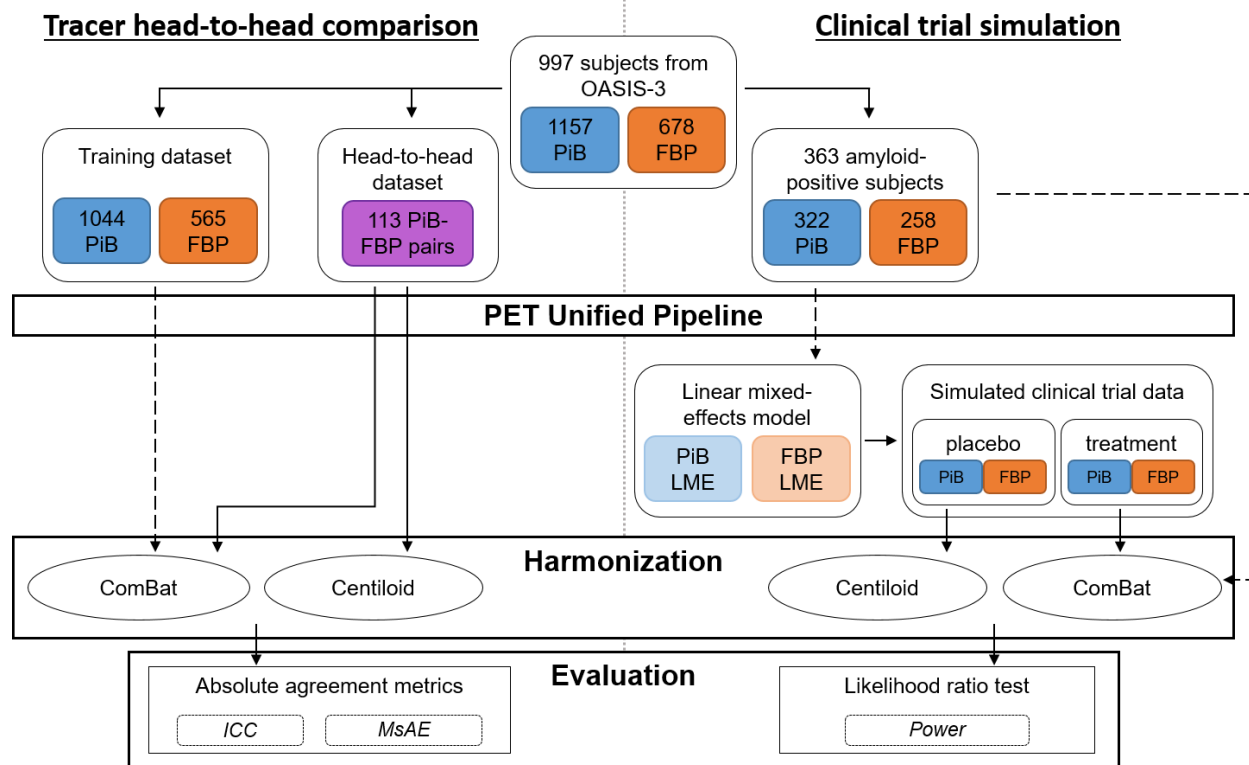 Tracer head-to-head comparison
Clinical trial simulation
997 subjects from
OASIS-3
1157
PiB
678
FBP
Training dataset
1044
PiB
565
FBP
Head-to-head
dataset
113 PiB-
FBP pairs
363 amyloid-
positive subjects
322
PiB
258
FBP
PET Unified Pipeline
Linear mixed-
effects model
PiB
LME
FBP
LME
Simulated clinical trial data
placebo
PiB
FBP
treatment
PiB
FBP
Harmonization
ComBat
Centiloid
Centiloid
ComBat
Evaluation
Absolute agreement metrics
ICC
MsAE
Likelihood ratio test
Power